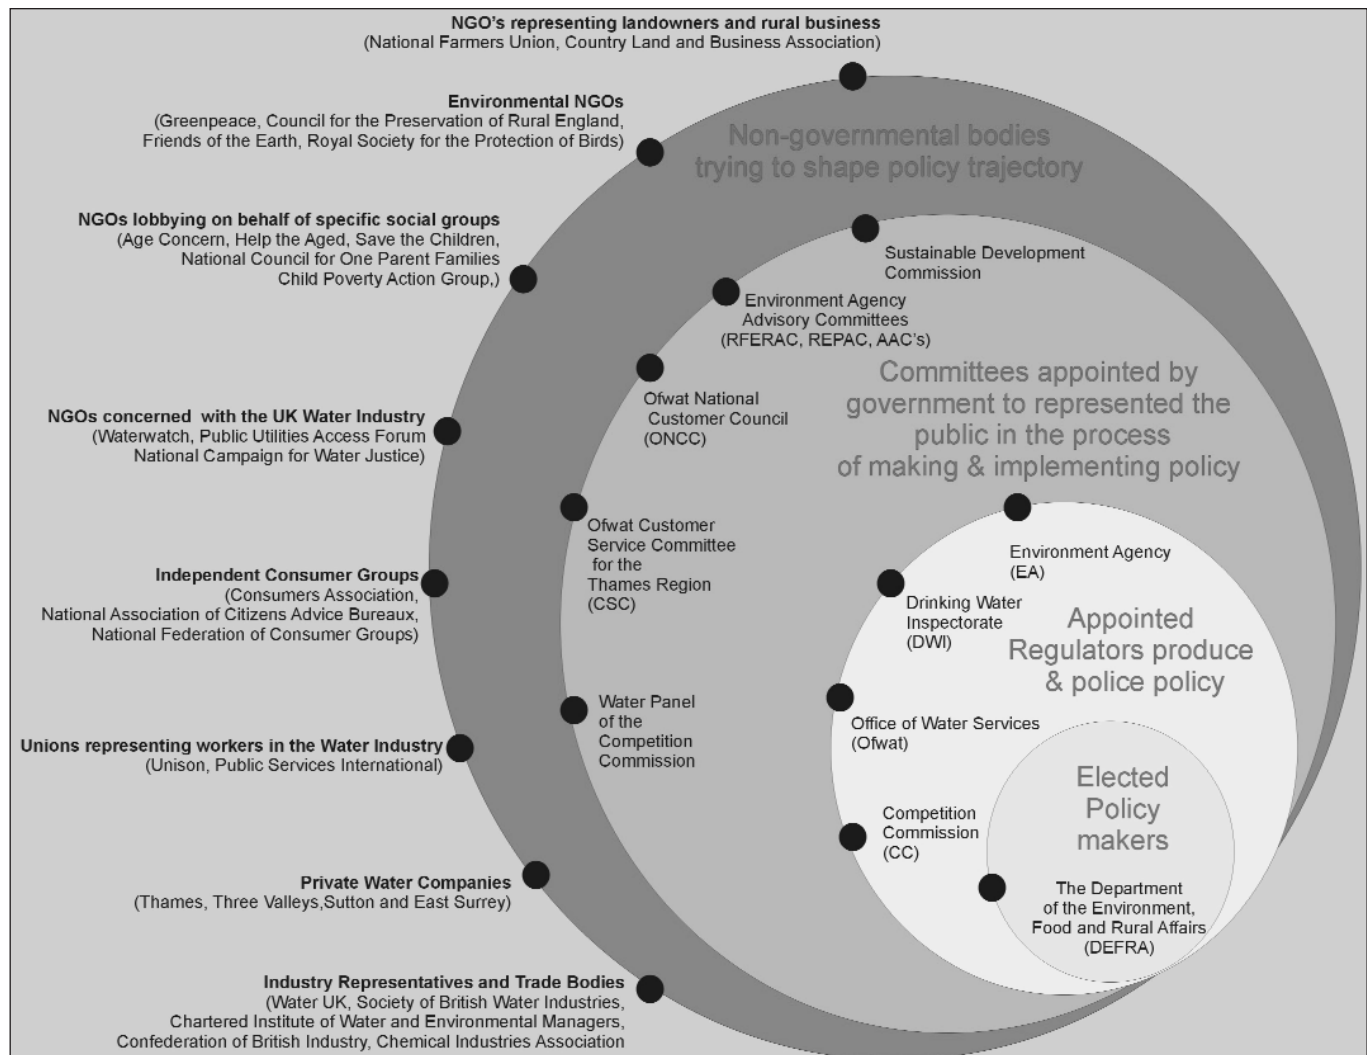 NGO's representing landowners and rural business
(National Farmers Union, Country Land and Business Association)
Environmental NGOs
(Greenpeace, Council for the Preservation of Rural England,
Friends of the Earth, Royal Society for the Protection of Birds)
Non-governmental bodies
trying to shape policy trajectory
NGOs lobbying on behalf of specific social groups
(Age Concern, Help the Aged, Save the Children,
National Council for One Parent Families
Child Poverty Action Group,)
Sustainable Development
Commission
Environment Agency
Advisory Committees
(RFERAC, REPAC, AAC's)
Committees appointed by
government to represented the
public in the process
of making & implementing policy
Ofwat National
Customer Council
(ONCC)
NGOs concerned with the UK Water Industry
(Waterwatch, Public Utilities Access Forum
National Campaign for Water Justice)
Ofwat Customer
Service Committee
for the
Thames Region
(CSC)
Environment Agency
(EA)
Independent Consumer Groups
(Consumers Association,
National Association of Citizens Advice Bureaux,
National Federation of Consumer Groups)
Drinking Water
Inspectorate
(DWI)
Appointed
Regulators produce
& police policy
Water Panel
of the
Competition
Commission
Office of Water Services
(Ofwat)
Unions representing workers in the Water Industry
(Unison, Public Services International)
Elected
Policy
makers
Competition
Commission
(CC)
Private Water Companies
(Thames, Three Valleys,Sutton and East Surrey)
The Department
of the Environment,
Food and Rural Affairs
(DEFRA)
Industry Representatives and Trade Bodies
(Water UK, Society of British Water Industries,
Chartered Institute of Water and Environmental Managers,
Confederation of British Industry, Chemical Industries Association